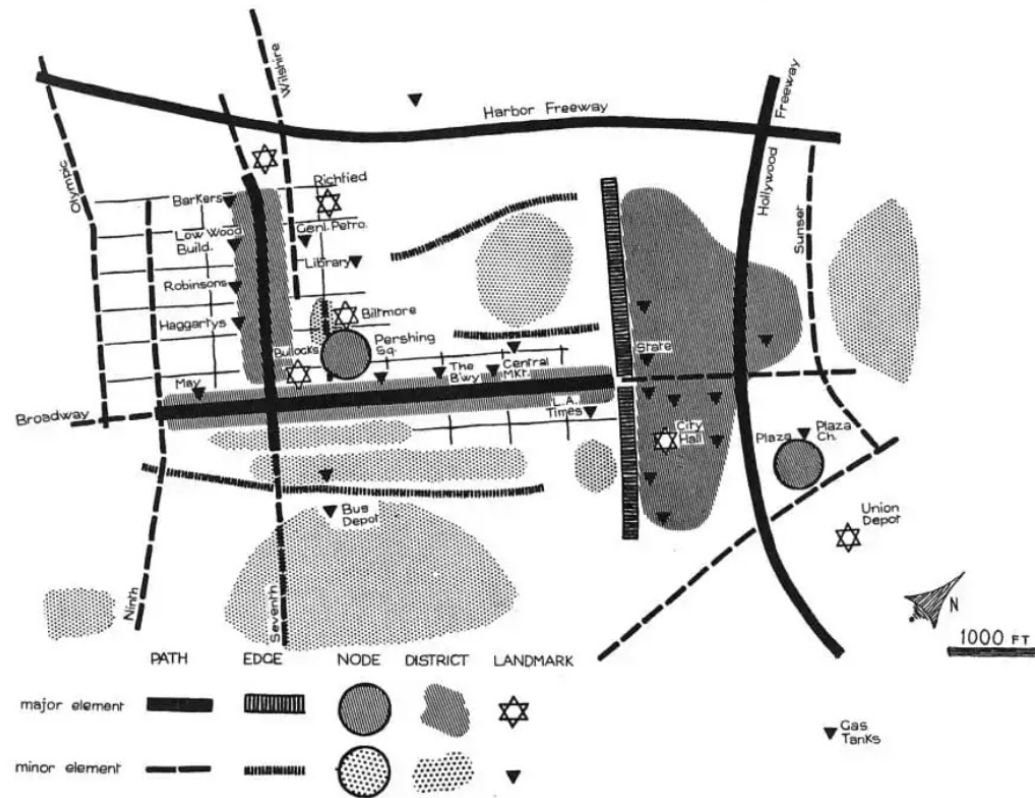 Wilshire
Harbor Freeway
Freeway
Hollywood
Olympic
Sunset
Richfied
Barkers
Genl. Petro.
Low Wood
Build.
Library
Robinsons
Biltmore
Haggartys
Pershing
Sq.
Bullocks
State
The
B'wy
Central
Mkt.
May
Broadway
L.A.
Times
City
Hall
Plaza
Plaza
Ch.
Bus
Depot
Union
Depot
Ninth
Seventh
N
1000 FT
PATH EDGE NODE DISTRICT LANDMARK
major element
minor element
Gas
Tanks